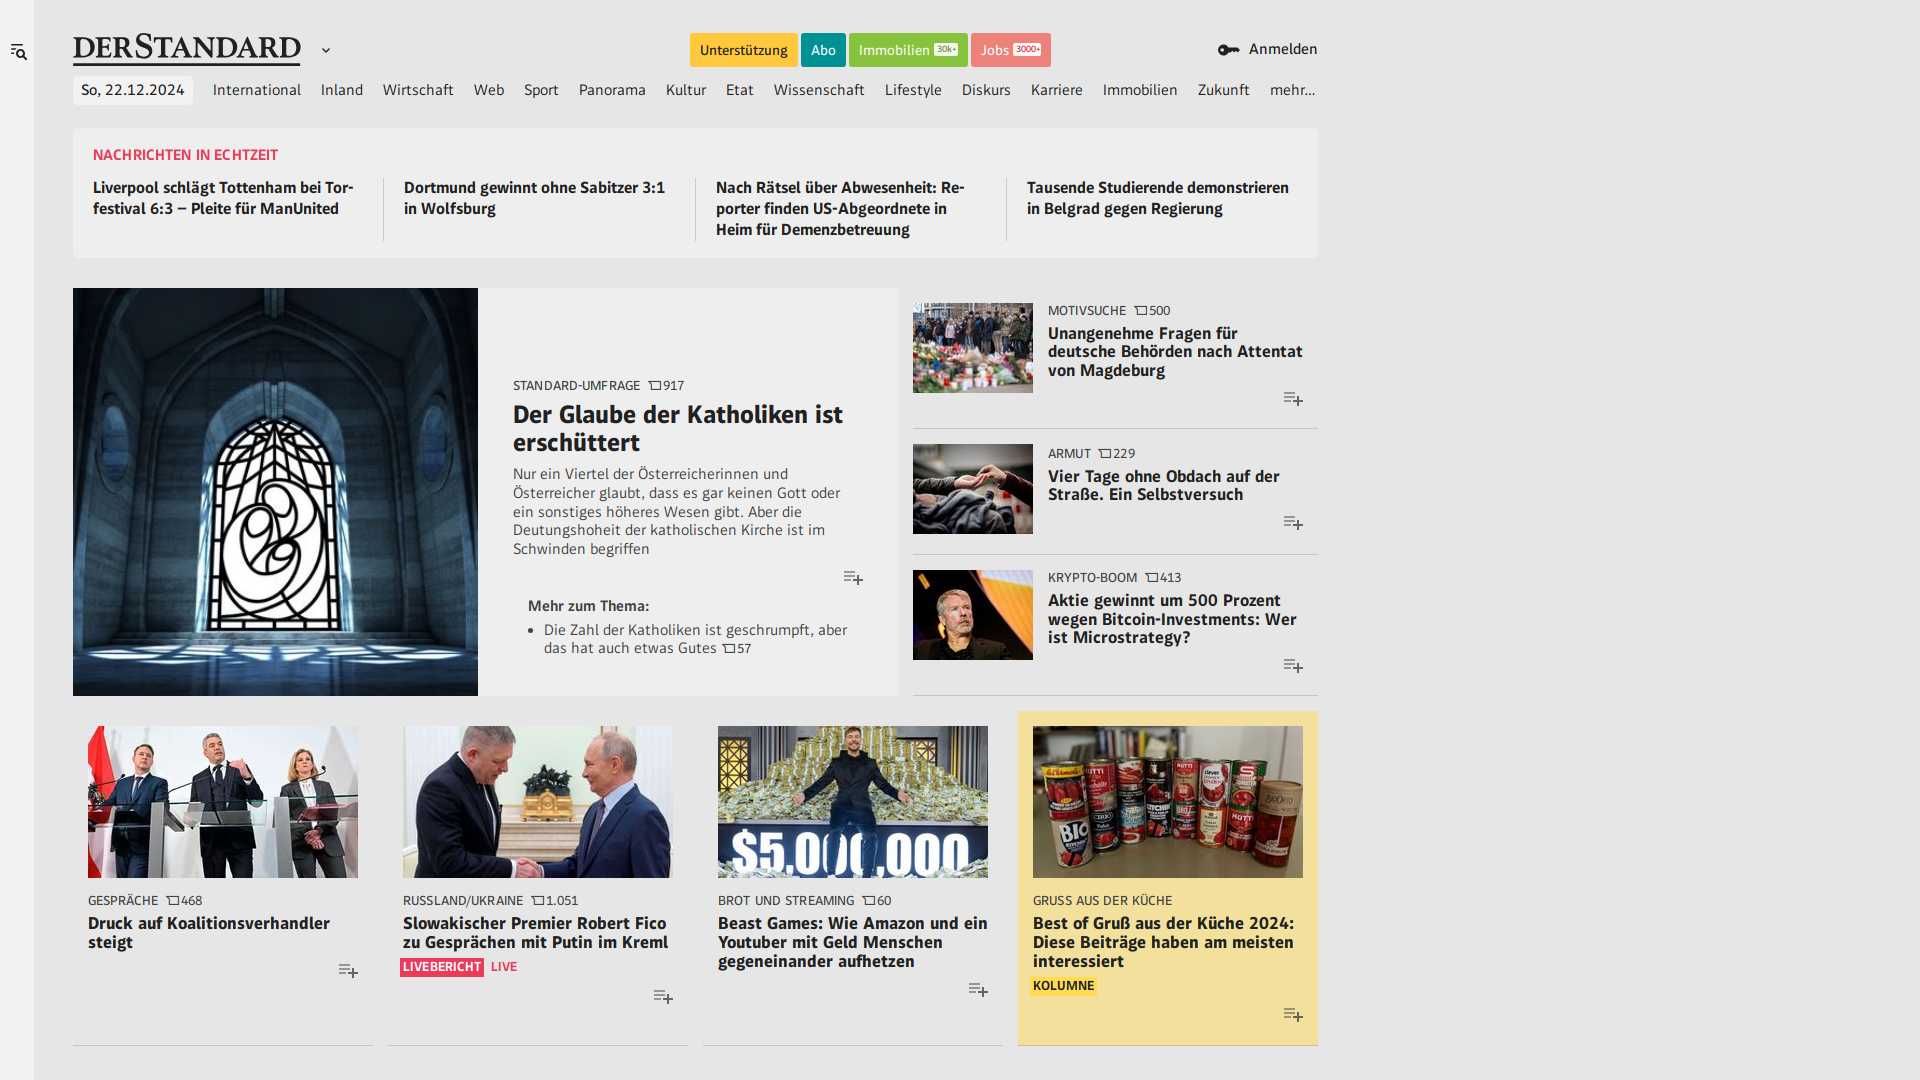 DERSTANDARD
Unterstützung
Abo
Immobilien 30k+
Jobs 3000+
Anmelden
So, 22.12.2024
International
Inland
Wirtschaft
Web
Sport
Panorama
Kultur
Etat
Wissenschaft
Lifestyle
Diskurs
Karriere
Immobilien
Zukunft
mehr...
NACHRICHTEN IN ECHTZEIT
Liverpool schlägt Tottenham bei Tor-
festival 6:3 – Pleite für ManUnited
Dortmund gewinnt ohne Sabitzer 3:1
in Wolfsburg
Nach Rätsel über Abwesenheit: Re-
porter finden US-Abgeordnete in
Heim für Demenzbetreuung
Tausende Studierende demonstrieren
in Belgrad gegen Regierung
STANDARD-UMFRAGE 917
Der Glaube der Katholiken ist
erschüttert
Nur ein Viertel der Österreicherinnen und
Österreicher glaubt, dass es gar keinen Gott oder
ein sonstiges höheres Wesen gibt. Aber die
Deutungshoheit der katholischen Kirche ist im
Schwinden begriffen
Mehr zum Thema:
• Die Zahl der Katholiken ist geschrumpft, aber
das hat auch etwas Gutes 57
MOTIVSUCHE 500
Unangenehme Fragen für
deutsche Behörden nach Attentat
von Magdeburg
ARMUT 229
Vier Tage ohne Obdach auf der
Straße. Ein Selbstversuch
KRYPTO-BOOM 413
Aktie gewinnt um 500 Prozent
wegen Bitcoin-Investments: Wer
ist Microstrategy?
GESPRÄCHE 468
Druck auf Koalitionsverhandler
steigt
RUSSLAND/UKRAINE 1.051
Slowakischer Premier Robert Fico
zu Gesprächen mit Putin im Kreml
LIVEBERICHT LIVE
$5,000,000
BROT UND STREAMING 60
Beast Games: Wie Amazon und ein
Youtuber mit Geld Menschen
gegeneinander aufhetzen
MUTTI
MUTTI
clever
BIO
CIRIO
MUTTI
GRUSS AUS DER KÜCHE
Best of Gruß aus der Küche 2024:
Diese Beiträge haben am meisten
interessiert
KOLUMNE